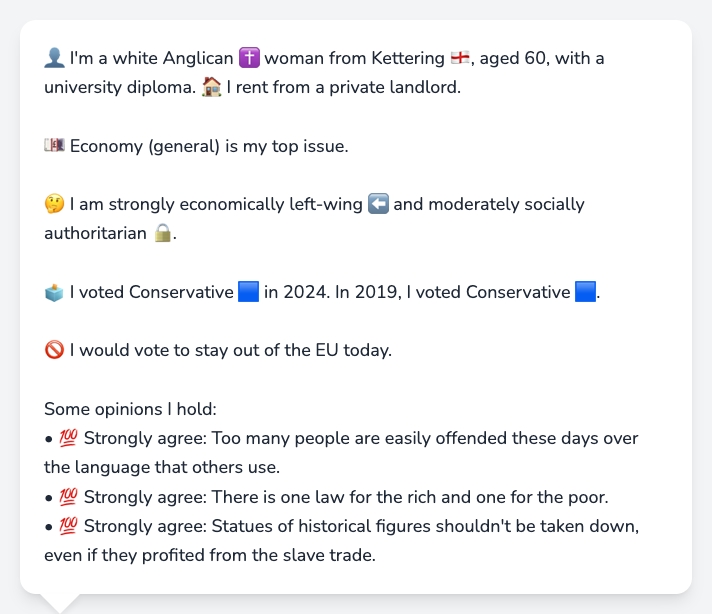 👤 I'm a white Anglican ✝️ woman from Kettering 🏴󠁧󠁢󠁥󠁮󠁧󠁿, aged 60, with a
university diploma. 🏠 I rent from a private landlord.
💷 Economy (general) is my top issue.
🤔 I am strongly economically left-wing ⬅️ and moderately socially
authoritarian 🔒.
🗳️ I voted Conservative 🟦 in 2024. In 2019, I voted Conservative 🟦.
🚫 I would vote to stay out of the EU today.
Some opinions I hold:
• 💯 Strongly agree: Too many people are easily offended these days over
the language that others use.
• 💯 Strongly agree: There is one law for the rich and one for the poor.
• 💯 Strongly agree: Statues of historical figures shouldn't be taken down,
even if they profited from the slave trade.